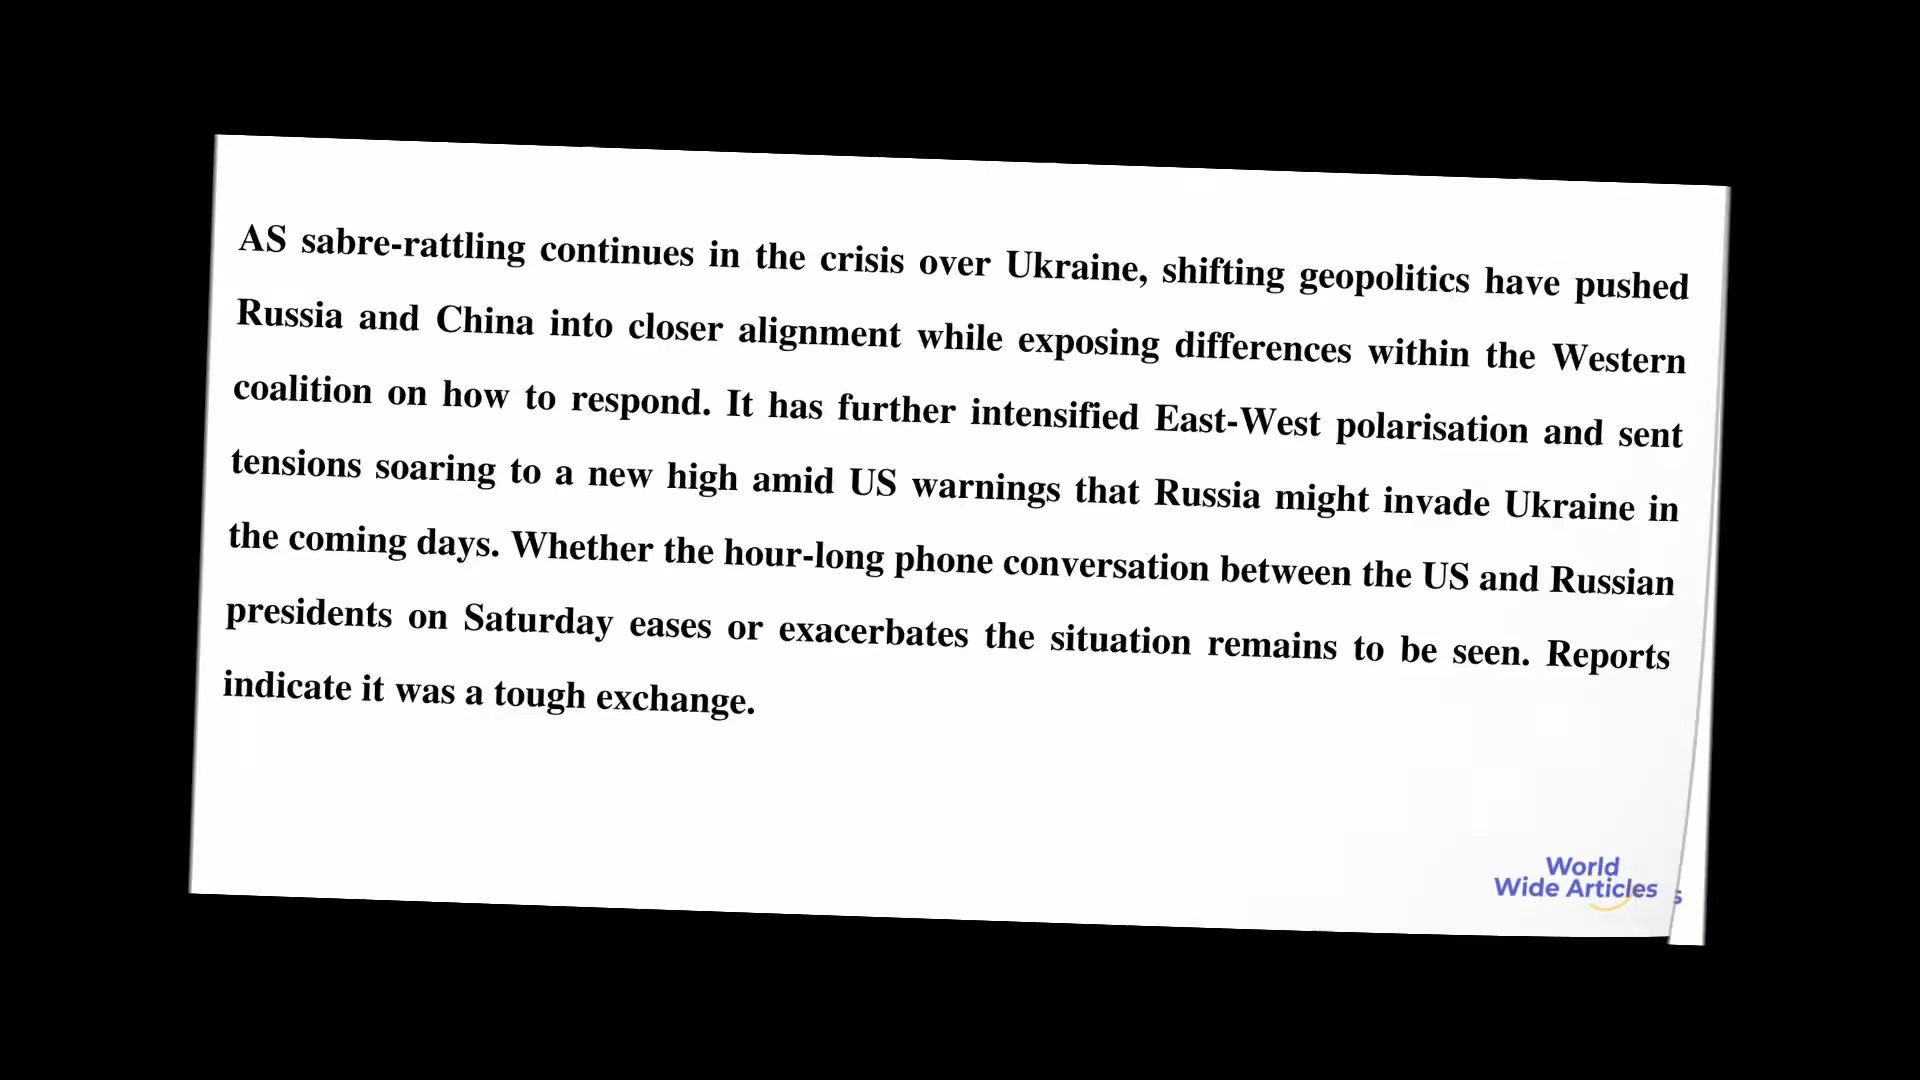 AS sabre-rattling continues in the crisis over Ukraine, shifting geopolitics have pushed
Russia and China into closer alignment while exposing differences within the Western
coalition on how to respond. It has further intensified East-West polarisation and sent
tensions soaring to a new high amid US warnings that Russia might invade Ukraine in
the coming days. Whether the hour-long phone conversation between the US and Russian
presidents on Saturday eases or exacerbates the situation remains to be seen. Reports
indicate it was a tough exchange.
World
Wide Articles
s